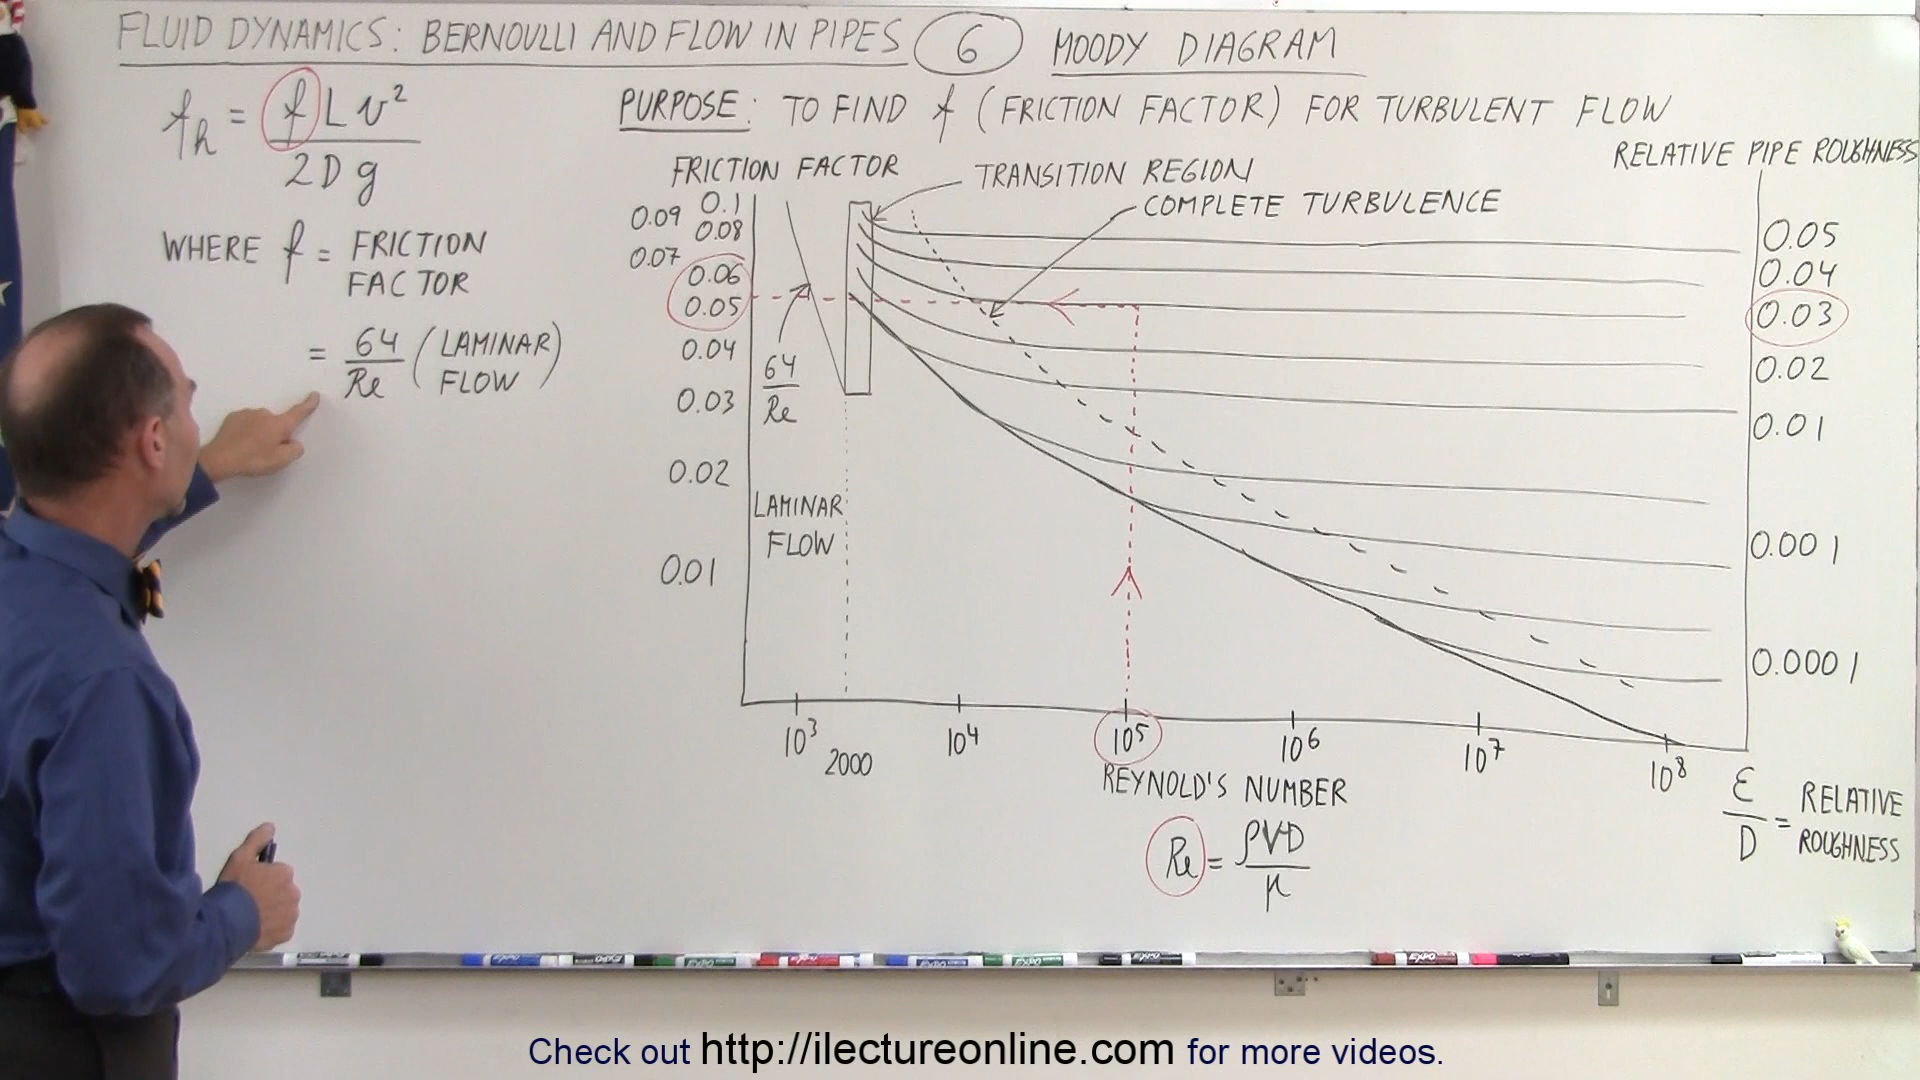 FLUID DYNAMICS: BERNOULLI AND FLOW IN PIPES 6 MOODY DIAGRAM
fh = f L v²
2 D g
WHERE f = FRICTION
FACTOR
= 64 (LAMINAR
Re FLOW)
PURPOSE: TO FIND f (FRICTION FACTOR) FOR TURBULENT FLOW
RELATIVE PIPE ROUGHNESS
FRICTION FACTOR
TRANSITION REGION
COMPLETE TURBULENCE
0.1
0.09
0.08
0.07
0.06
0.05
0.04
0.03
0.02
0.01
64
Re
LAMINAR
FLOW
0.05
0.04
0.03
0.02
0.01
0.001
0.0001
10³ 2000 10⁴ 10⁵ 10⁶ 10⁷ 10⁸
REYNOLD'S NUMBER
Re = ρVD
μ
ε = RELATIVE
D ROUGHNESS
EXPO
Check out http://ilectureonline.com for more videos.